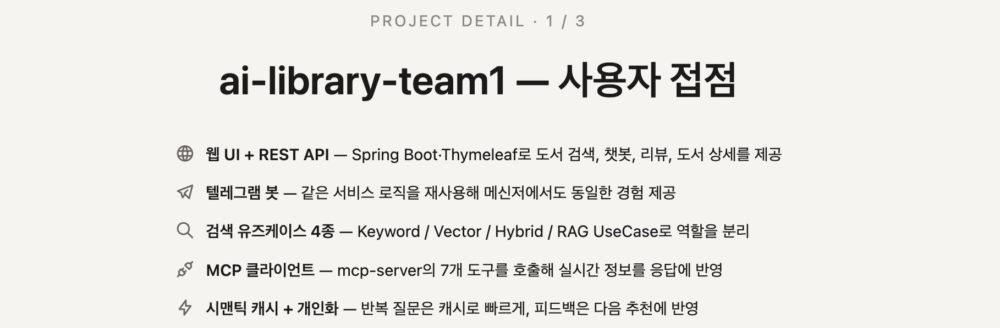 PROJECT DETAIL · 1 / 3
ai-library-team1 — 사용자 접점
웹 UI + REST API — Spring Boot·Thymeleaf로 도서 검색, 챗봇, 리뷰, 도서 상세를 제공
텔레그램 봇 — 같은 서비스 로직을 재사용해 메신저에서도 동일한 경험 제공
검색 유즈케이스 4종 — Keyword / Vector / Hybrid / RAG UseCase로 역할을 분리
MCP 클라이언트 — mcp-server의 7개 도구를 호출해 실시간 정보를 응답에 반영
시맨틱 캐시 + 개인화 — 반복 질문은 캐시로 빠르게, 피드백은 다음 추천에 반영